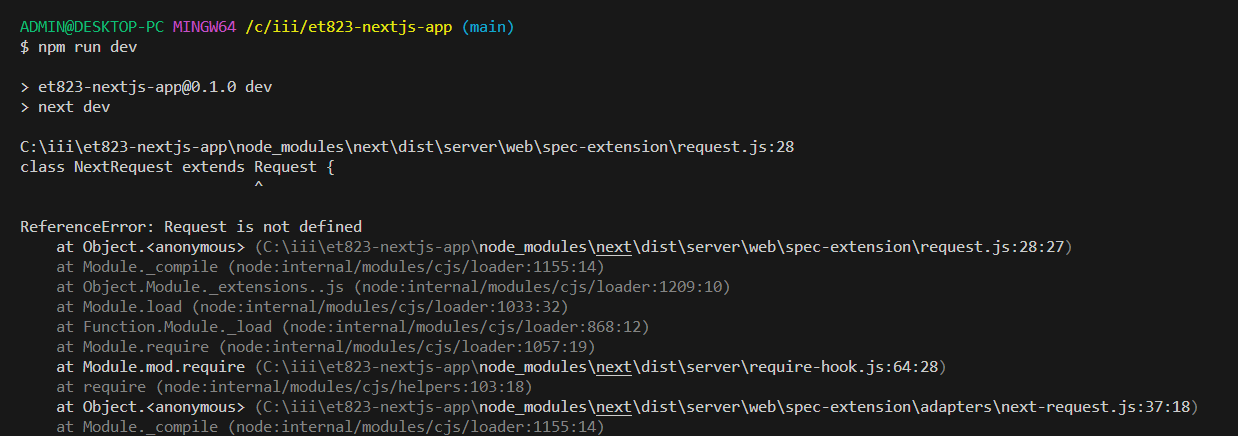 ADMIN@DESKTOP-PC MINGW64 /c/iii/et823-nextjs-app (main)
$ npm run dev

> et823-nextjs-app@0.1.0 dev
> next dev

C:\iii\et823-nextjs-app\node_modules\next\dist\server\web\spec-extension\request.js:28
class NextRequest extends Request {
                          ^

ReferenceError: Request is not defined
    at Object.<anonymous> (C:\iii\et823-nextjs-app\node_modules\next\dist\server\web\spec-extension\request.js:28:27)
    at Module._compile (node:internal/modules/cjs/loader:1155:14)
    at Object.Module._extensions..js (node:internal/modules/cjs/loader:1209:10)
    at Module.load (node:internal/modules/cjs/loader:1033:32)
    at Function.Module._load (node:internal/modules/cjs/loader:868:12)
    at Module.require (node:internal/modules/cjs/loader:1057:19)
    at Module.mod.require (C:\iii\et823-nextjs-app\node_modules\next\dist\server\require-hook.js:64:28)
    at require (node:internal/modules/cjs/helpers:103:18)
    at Object.<anonymous> (C:\iii\et823-nextjs-app\node_modules\next\dist\server\web\spec-extension\adapters\next-request.js:37:18)
    at Module._compile (node:internal/modules/cjs/loader:1155:14)